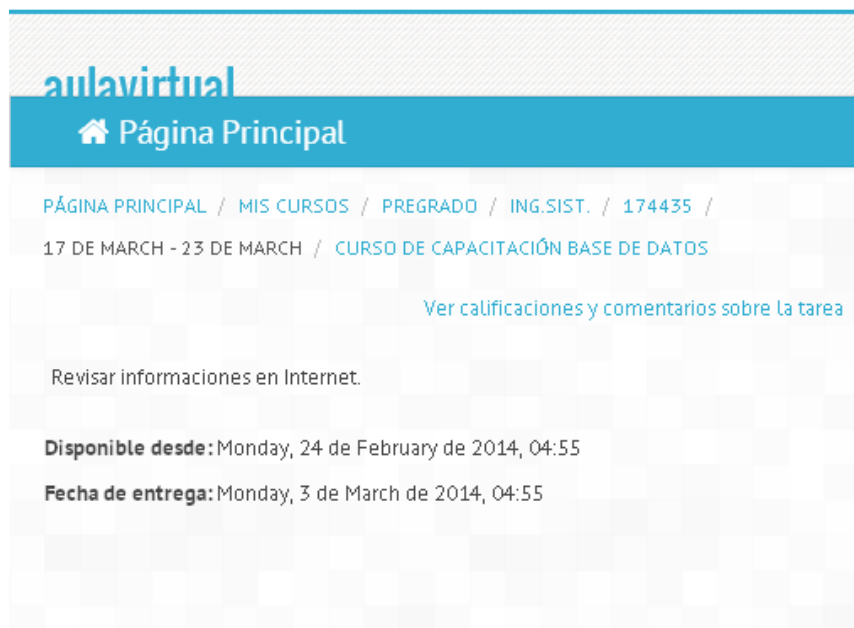 aulavirtual
Página Principal
PÁGINA PRINCIPAL / MIS CURSOS / PREGRADO / ING.SIST. / 174435 /
17 DE MARCH - 23 DE MARCH / CURSO DE CAPACITACIÓN BASE DE DATOS
Ver calificaciones y comentarios sobre la tarea
Revisar informaciones en Internet.
Disponible desde: Monday, 24 de February de 2014, 04:55
Fecha de entrega: Monday, 3 de March de 2014, 04:55